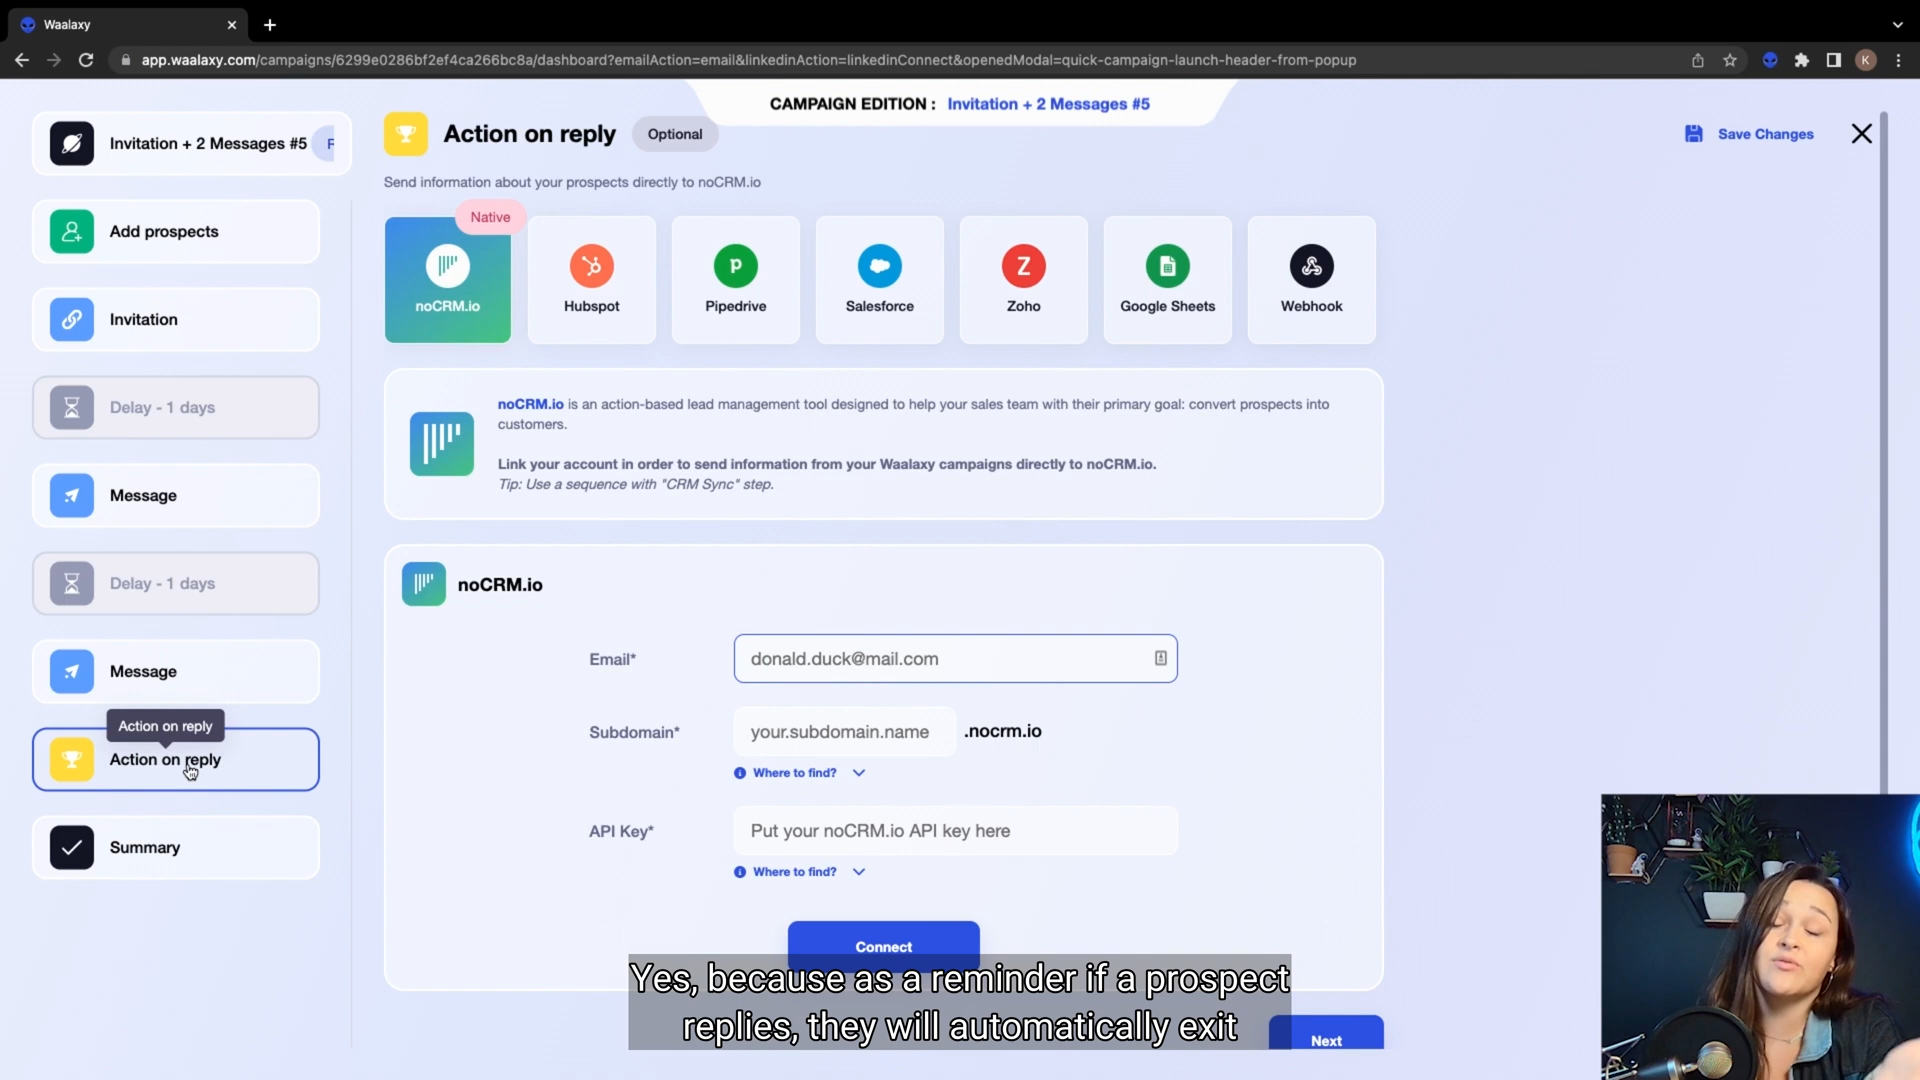 Waalaxy
app.waalaxy.com/campaigns/6299e0286bf2ef4ca266bc8a/dashboard?emailAction=email&linkedinAction=linkedinConnect&openedModal=quick-campaign-launch-header-from-popup
K
CAMPAIGN EDITION : Invitation + 2 Messages #5
Invitation + 2 Messages #5
Add prospects
Invitation
Delay - 1 days
Message
Delay - 1 days
Message
Action on reply
Action on reply
Summary
Action on reply
Optional
Save Changes
Send information about your prospects directly to noCRM.io
Native
noCRM.io
Hubspot
p
Pipedrive
Salesforce
Z
Zoho
Google Sheets
Webhook
noCRM.io is an action-based lead management tool designed to help your sales team with their primary goal: convert prospects into
customers.
Link your account in order to send information from your Waalaxy campaigns directly to noCRM.io.
Tip: Use a sequence with "CRM Sync" step.
noCRM.io
Email*
donald.duck@mail.com
Subdomain*
your.subdomain.name
.nocrm.io
Where to find?
API Key*
Put your noCRM.io API key here
Where to find?
Connect
Yes, because as a reminder if a prospect
replies, they will automatically exit
Next